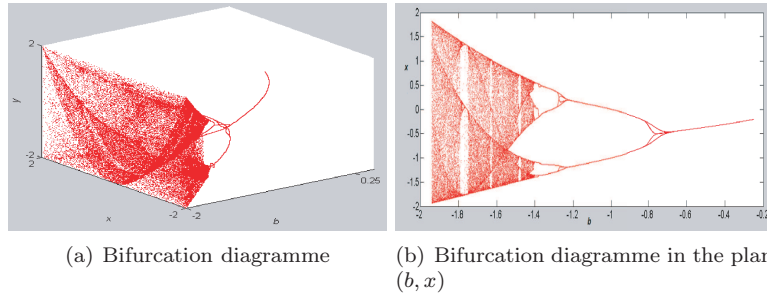 2
y
-2
2
x
-2
-2
b
0.25
2
1.5
1
0.5
x
0
-0.5
-1
-1.5
-2
-2 -1.8 -1.6 -1.4 -1.2 -1 -0.8 -0.6 -0.4 -0.2
b
(a) Bifurcation diagramme
(b) Bifurcation diagramme in the plan
(b, x)